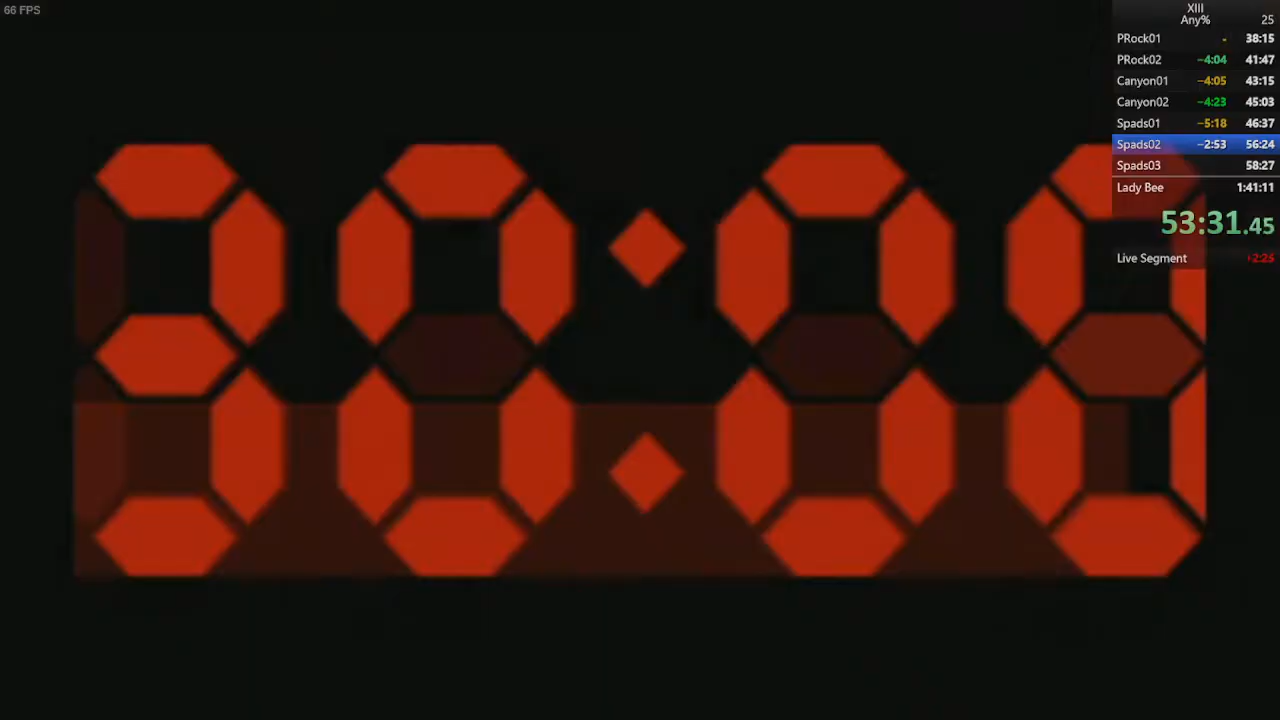 66 FPS
XIII
Any% 25
PRock01 - 38:15
PRock02 −4:04 41:47
Canyon01 −4:05 43:15
Canyon02 −4:23 45:03
Spads01 −5:18 46:37
Spads02 −2:53 56:24
Spads03 58:27
Lady Bee 1:41:11
53:31.45
Live Segment +2:25